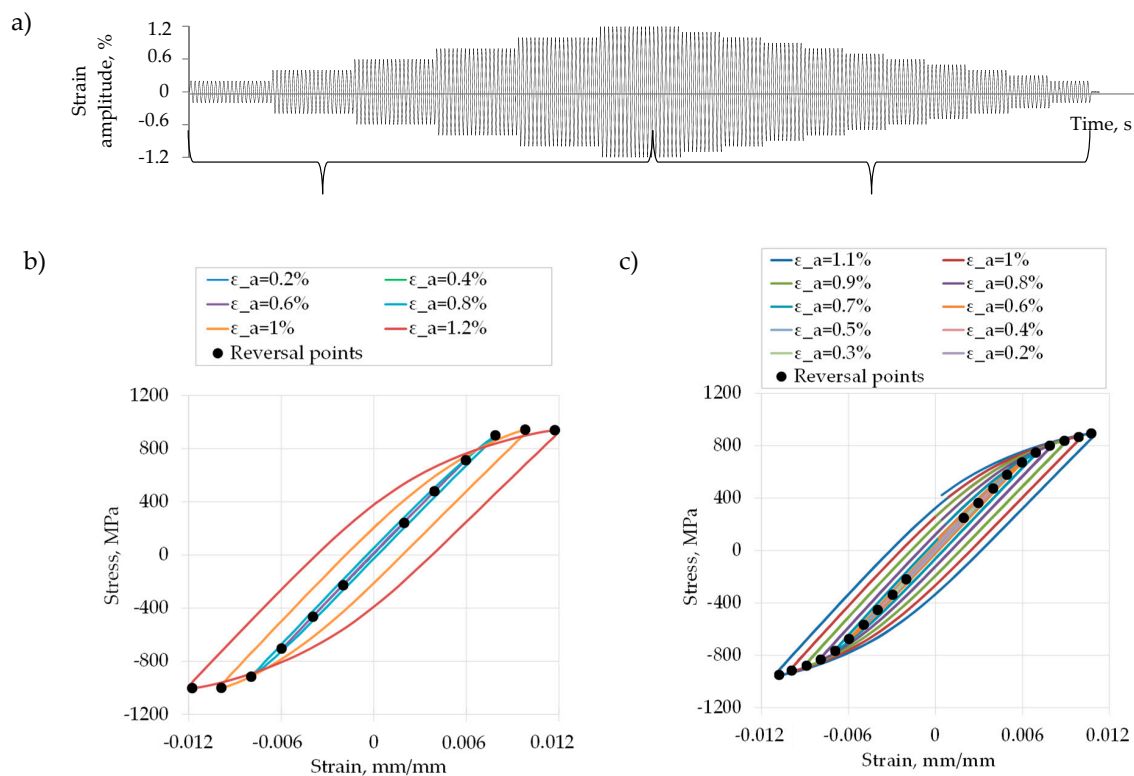 a)
Strain
amplitude, %
1.2
0.6
0
-0.6
-1.2
Time, s
b)
ε_a=0.2% ε_a=0.4%
ε_a=0.6% ε_a=0.8%
ε_a=1% ε_a=1.2%
Reversal points
Stress, MPa
1200
800
400
0
-400
-800
-1200
-0.012 -0.006 0 0.006 0.012
Strain, mm/mm
c)
ε_a=1.1% ε_a=1%
ε_a=0.9% ε_a=0.8%
ε_a=0.7% ε_a=0.6%
ε_a=0.5% ε_a=0.4%
ε_a=0.3% ε_a=0.2%
Reversal points
Stress, MPa
1200
800
400
0
-400
-800
-1200
-0.012 -0.006 0 0.006 0.012
Strain, mm/mm